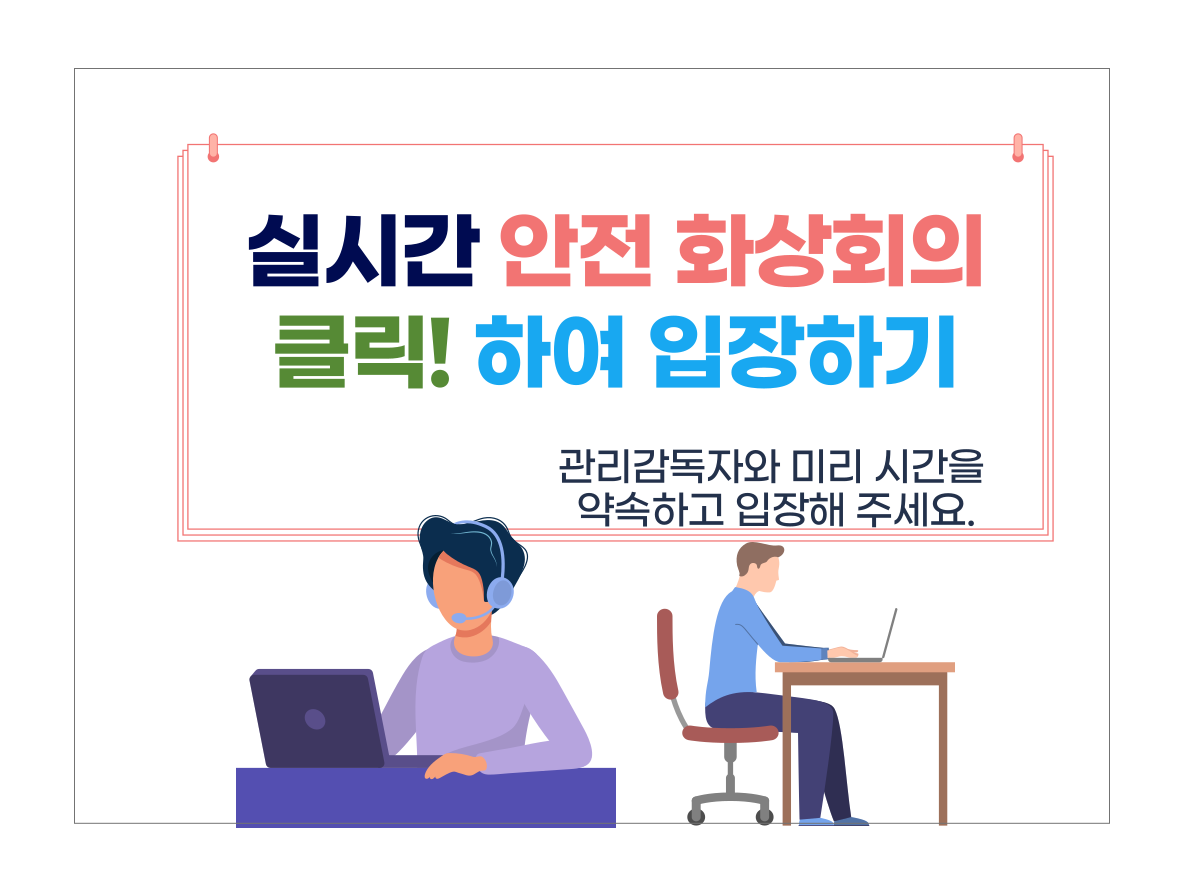 실시간 안전 화상회의
클릭! 하여 입장하기
관리감독자와 미리 시간을
약속하고 입장해 주세요.